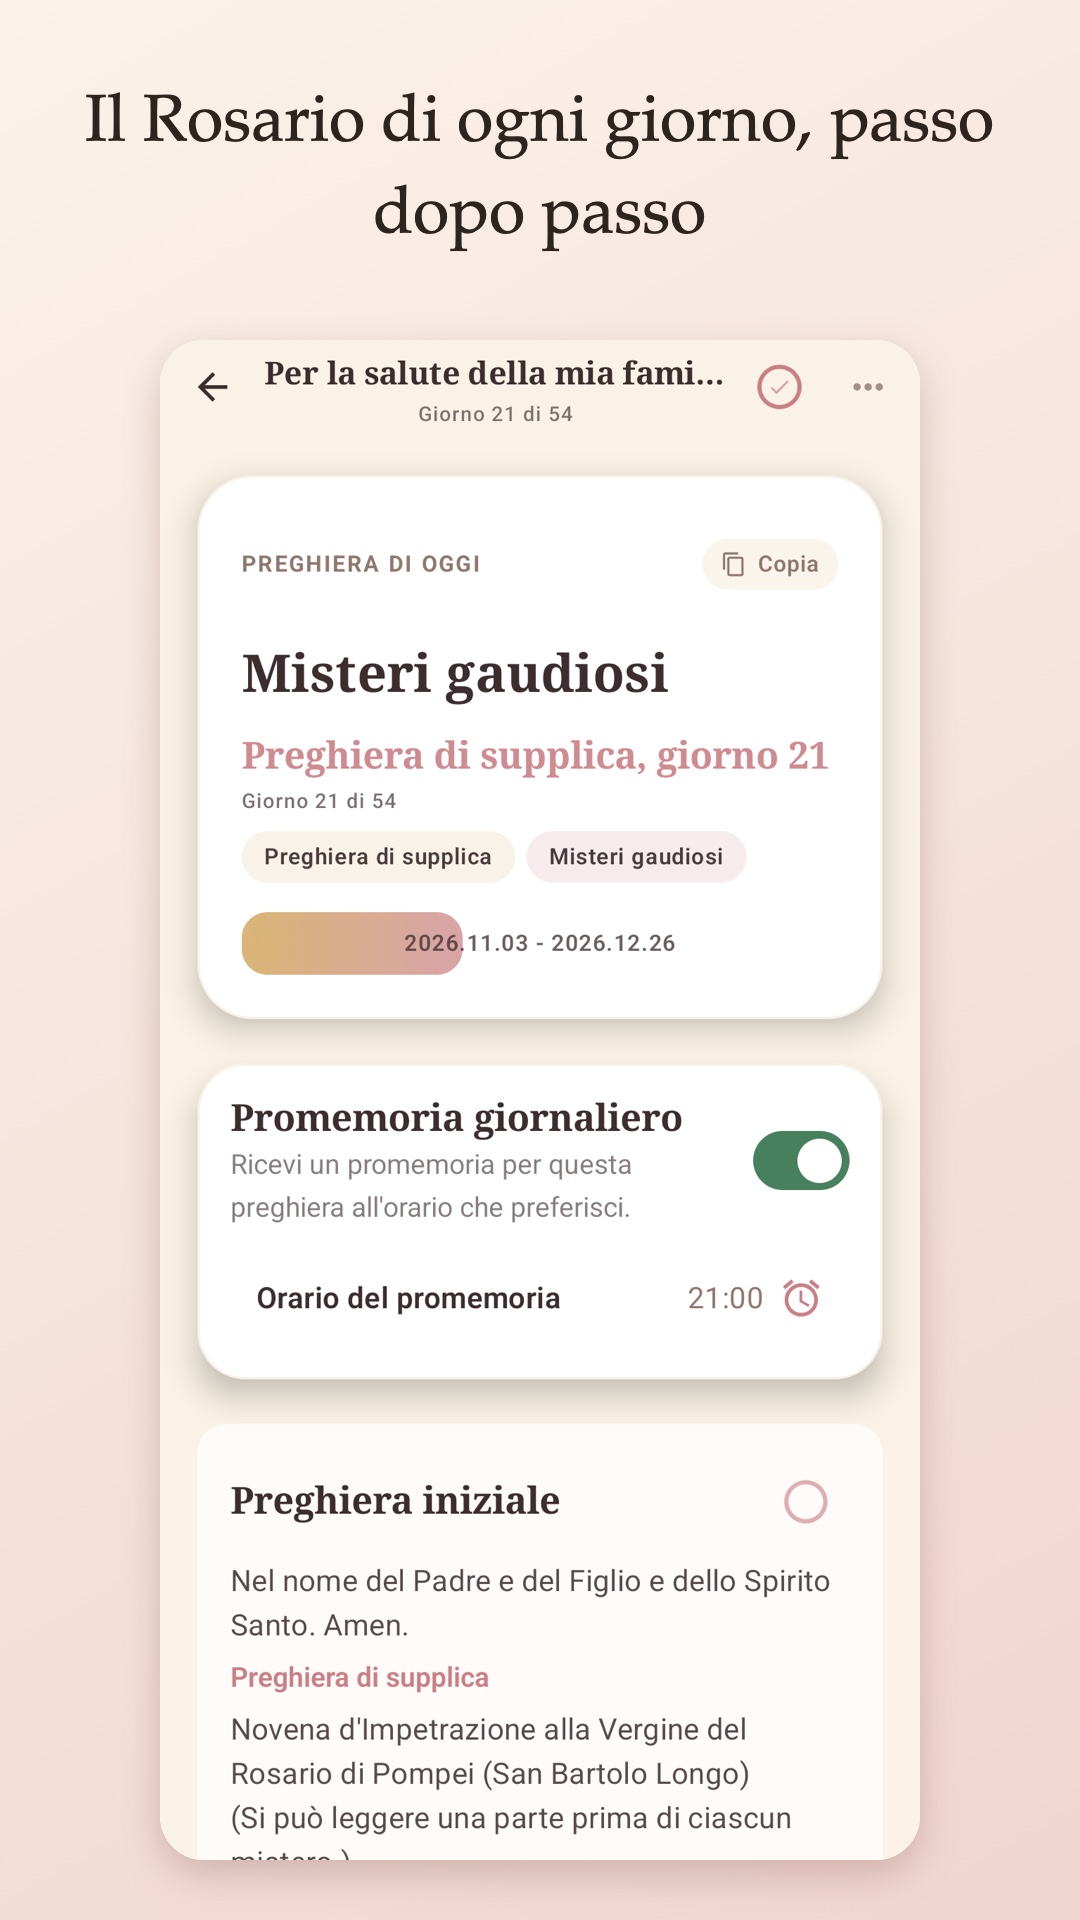 Il Rosario di ogni giorno, passo
dopo passo
Per la salute della mia fami...
Giorno 21 di 54
PREGHIERA DI OGGI
Copia
Misteri gaudiosi
Preghiera di supplica, giorno 21
Giorno 21 di 54
Preghiera di supplica
Misteri gaudiosi
2026.11.03 - 2026.12.26
Promemoria giornaliero
Ricevi un promemoria per questa
preghiera all'orario che preferisci.
Orario del promemoria
21:00
Preghiera iniziale
Nel nome del Padre e del Figlio e dello Spirito
Santo. Amen.
Preghiera di supplica
Novena d'Impetrazione alla Vergine del
Rosario di Pompei (San Bartolo Longo)
(Si può leggere una parte prima di ciascun